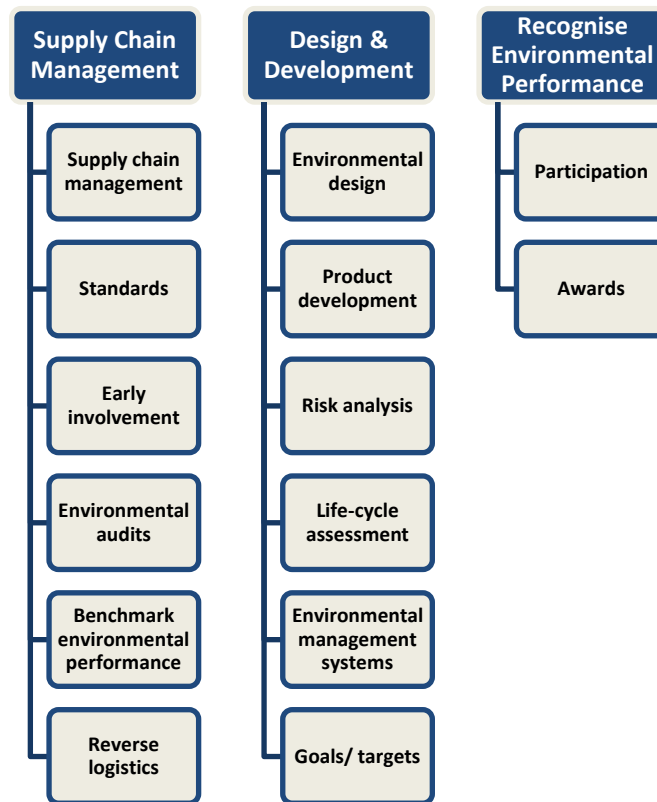 Supply Chain
Management
Supply chain
management
Standards
Early
involvement
Environmental
audits
Benchmark
environmental
performance
Reverse
logistics
Design &
Development
Environmental
design
Product
development
Risk analysis
Life-cycle
assessment
Environmental
management
systems
Goals/ targets
Recognise
Environmental
Performance
Participation
Awards